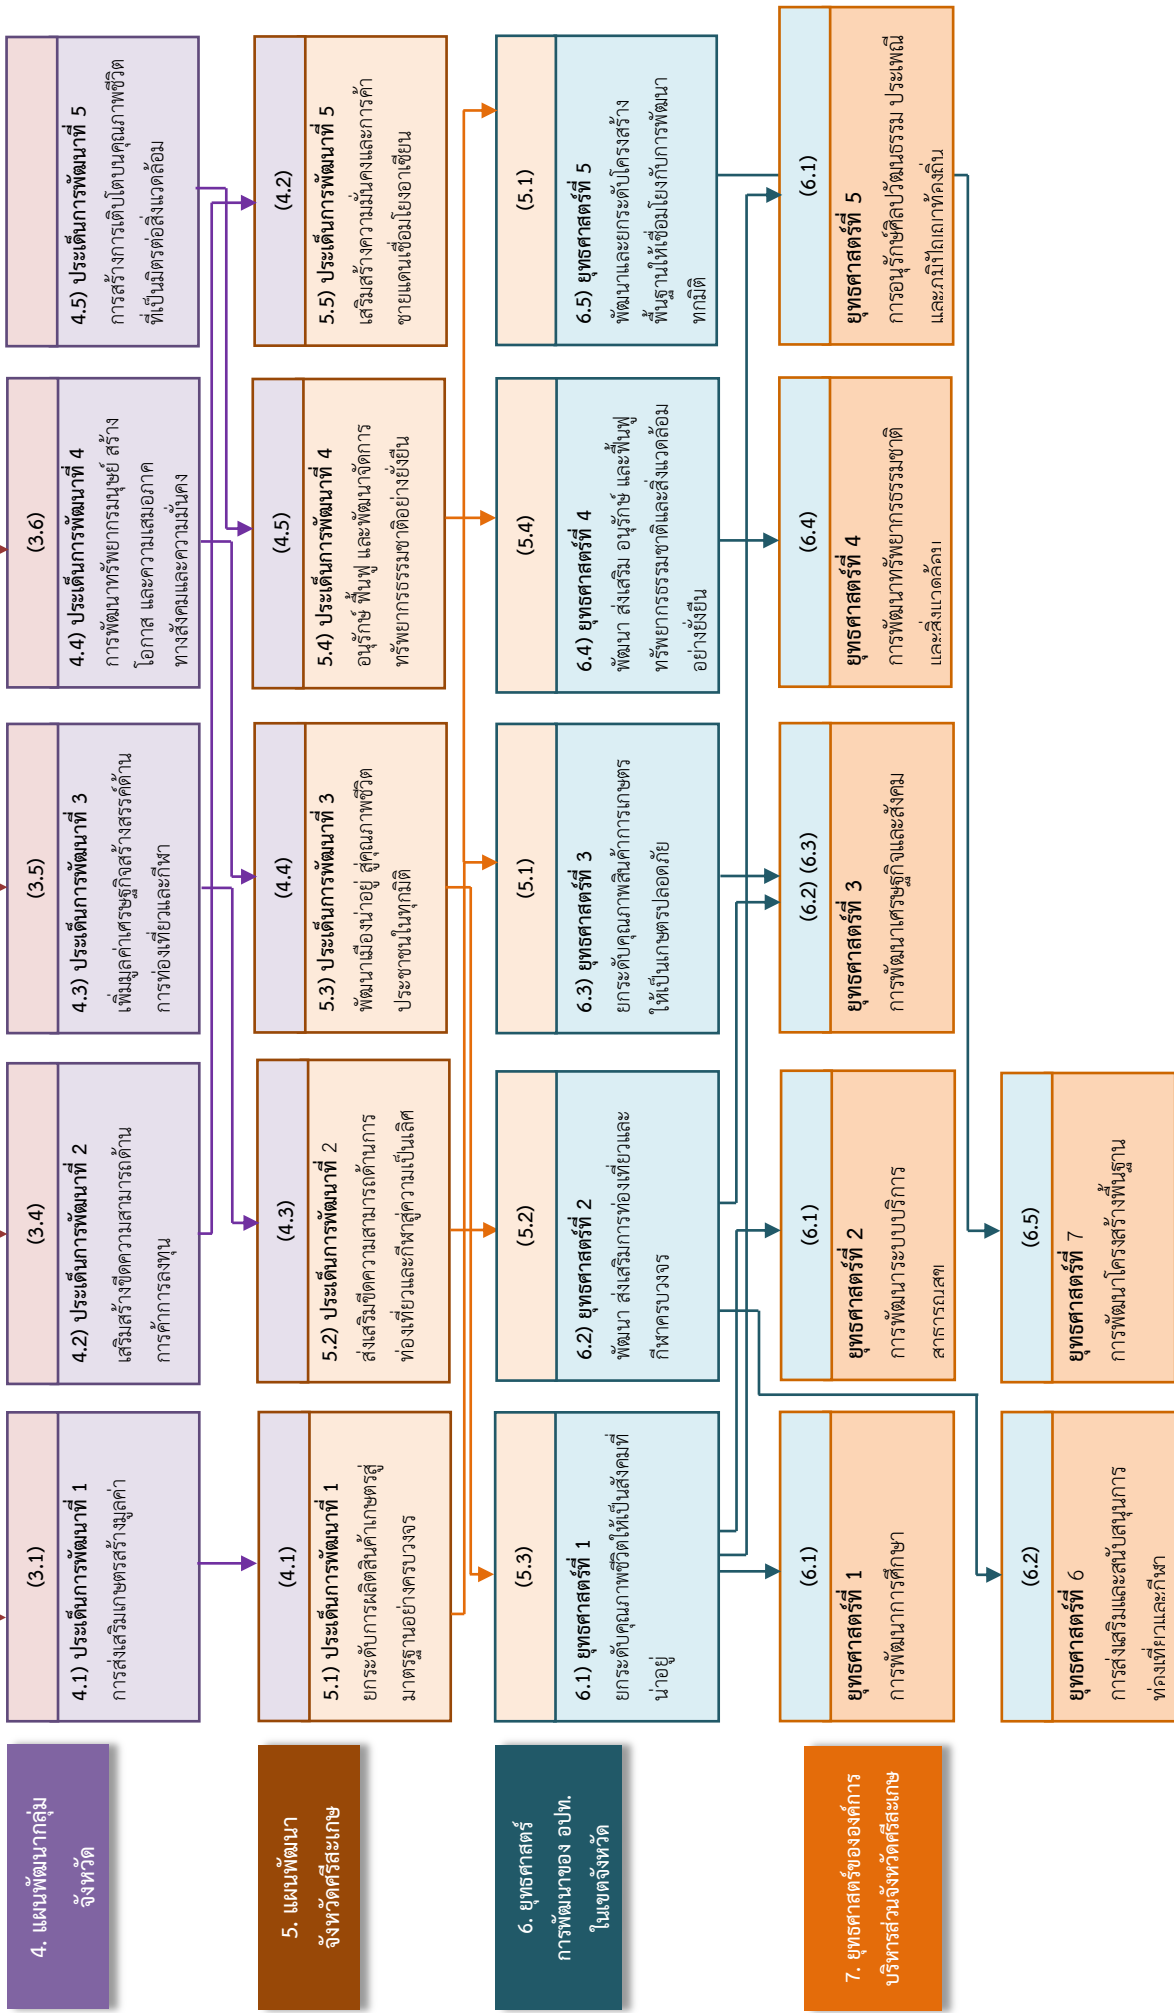 4. แผนพัฒนากลุ่ม
จังหวัด
(3.1)
4.1) ประเด็นการพัฒนาที่ 1
การส่งเสริมเกษตรสร้างมูลค่า
(3.4)
4.2) ประเด็นการพัฒนาที่ 2
เสริมสร้างขีดความสามารถด้าน
การค้าการลงทุน
(3.5)
4.3) ประเด็นการพัฒนาที่ 3
เพิ่มมูลค่าเศรษฐกิจสร้างสรรค์ด้าน
การท่องเที่ยวและกีฬา
(3.6)
4.4) ประเด็นการพัฒนาที่ 4
การพัฒนาทรัพยากรมนุษย์ สร้าง
โอกาส และความเสมอภาค
ทางสังคมและความมั่นคง
4.5) ประเด็นการพัฒนาที่ 5
การสร้างการเติบโตบนคุณภาพชีวิต
ที่เป็นมิตรต่อสิ่งแวดล้อม
5. แผนพัฒนา
จังหวัดศรีสะเกษ
(4.1)
5.1) ประเด็นการพัฒนาที่ 1
ยกระดับการผลิตสินค้าเกษตรสู่
มาตรฐานอย่างครบวงจร
(4.3)
5.2) ประเด็นการพัฒนาที่ 2
ส่งเสริมขีดความสามารถด้านการ
ท่องเที่ยวและกีฬาสู่ความเป็นเลิศ
(4.4)
5.3) ประเด็นการพัฒนาที่ 3
พัฒนาเมืองน่าอยู่ สู่คุณภาพชีวิต
ประชาชนในทุกมิติ
(4.5)
5.4) ประเด็นการพัฒนาที่ 4
อนุรักษ์ ฟื้นฟู และพัฒนาจัดการ
ทรัพยากรธรรมชาติอย่างยั่งยืน
(4.2)
5.5) ประเด็นการพัฒนาที่ 5
เสริมสร้างความมั่นคงและการค้า
ชายแดนเชื่อมโยงอาเซียน
6. ยุทธศาสตร์
การพัฒนาของ อปท.
ในเขตจังหวัด
(5.3)
6.1) ยุทธศาสตร์ที่ 1
ยกระดับคุณภาพชีวิตให้เป็นสังคมที่
น่าอยู่
(5.2)
6.2) ยุทธศาสตร์ที่ 2
พัฒนา ส่งเสริมการท่องเที่ยวและ
กีฬาครบวงจร
(5.1)
6.3) ยุทธศาสตร์ที่ 3
ยกระดับคุณภาพสินค้าการเกษตร
ให้เป็นเกษตรปลอดภัย
(5.4)
6.4) ยุทธศาสตร์ที่ 4
พัฒนา ส่งเสริม อนุรักษ์ และฟื้นฟู
ทรัพยากรธรรมชาติและสิ่งแวดล้อม
อย่างยั่งยืน
(5.1)
6.5) ยุทธศาสตร์ที่ 5
พัฒนาและยกระดับโครงสร้าง
พื้นฐานให้เชื่อมโยงกับการพัฒนา
ทุกมิติ
7. ยุทธศาสตร์ขององค์การ
บริหารส่วนจังหวัดศรีสะเกษ
(6.1)
ยุทธศาสตร์ที่ 1
การพัฒนาการศึกษา
(6.1)
ยุทธศาสตร์ที่ 2
การพัฒนาระบบบริการ
สาธารณสุข
(6.2) (6.3)
ยุทธศาสตร์ที่ 3
การพัฒนาเศรษฐกิจและสังคม
(6.4)
ยุทธศาสตร์ที่ 4
การพัฒนาทรัพยากรธรรมชาติ
และสิ่งแวดล้อม
(6.1)
ยุทธศาสตร์ที่ 5
การอนุรักษ์ศิลปวัฒนธรรม ประเพณี
และภูมิปัญญาท้องถิ่น
(6.2)
ยุทธศาสตร์ที่ 6
การส่งเสริมและสนับสนุนการ
ท่องเที่ยวและกีฬา
(6.5)
ยุทธศาสตร์ที่ 7
การพัฒนาโครงสร้างพื้นฐาน